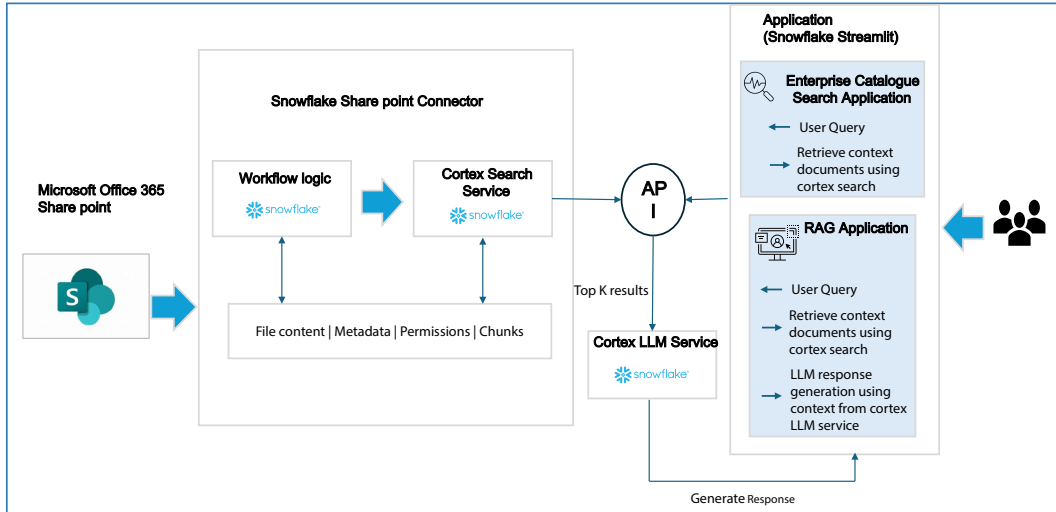 Microsoft Office 365
Share point
S
Snowflake Share point Connector
Workflow logic
snowflake®
Cortex Search
Service
snowflake®
File content | Metadata | Permissions | Chunks
AP
I
Top K results
Cortex LLM Service
snowflake®
Generate Response
Application
(Snowflake Streamlit)
Enterprise Catalogue
Search Application
User Query
Retrieve context
documents using
cortex search
RAG Application
User Query
Retrieve context
documents using
cortex search
LLM response
generation using
context from cortex
LLM service